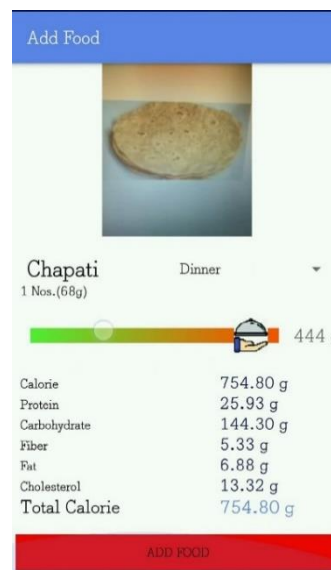 Add Food
Chapati Dinner
1 Nos.(68g)
444
Calorie 754.80 g
Protein 25.93 g
Carbohydrate 144.30 g
Fiber 5.33 g
Fat 6.88 g
Cholesterol 13.32 g
Total Calorie 754.80 g
ADD FOOD